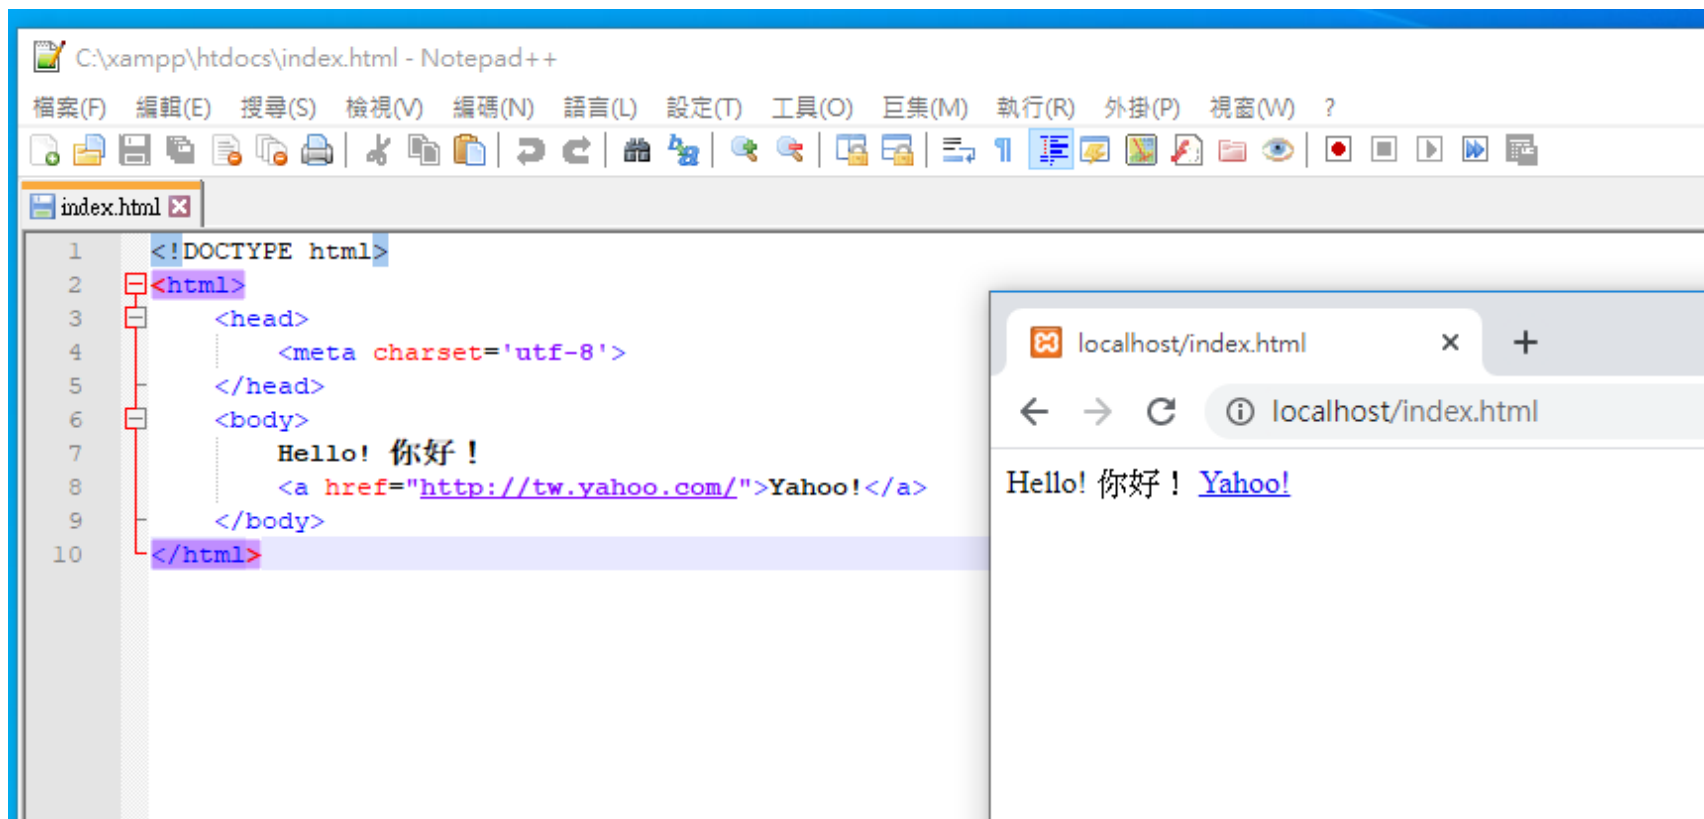 C:\xampp\htdocs\index.html - Notepad++
檔案(F) 編輯(E) 搜尋(S) 檢視(V) 編碼(N) 語言(L) 設定(T) 工具(O) 巨集(M) 執行(R) 外掛(P) 視窗(W) ?
index.html
1 <!DOCTYPE html>
2 <html>
3 <head>
4 <meta charset='utf-8'>
5 </head>
6 <body>
7 Hello! 你好！
8 <a href="http://tw.yahoo.com/">Yahoo!</a>
9 </body>
10 </html>
localhost/index.html
localhost/index.html
Hello! 你好！ Yahoo!